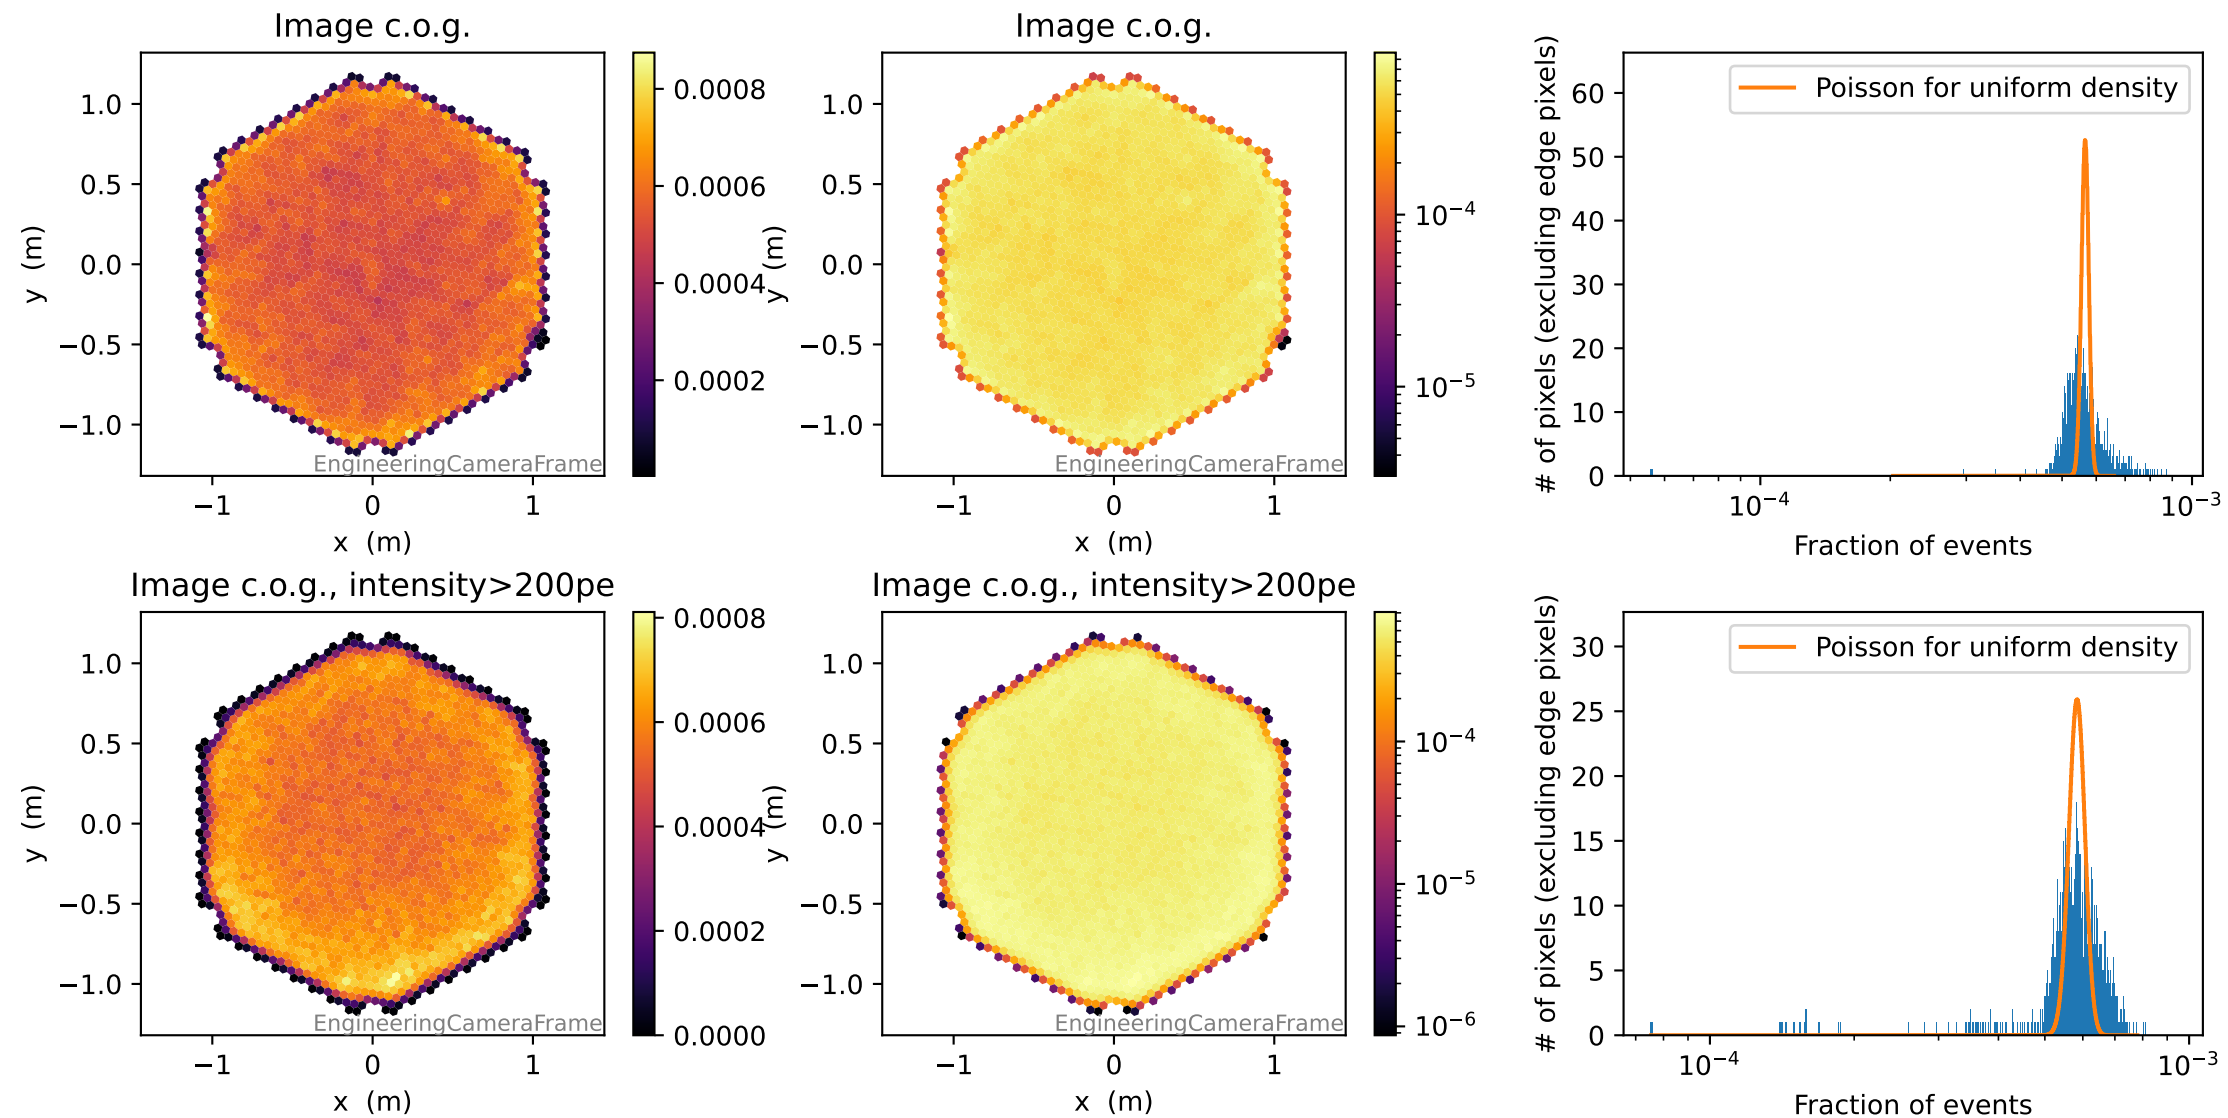 Image c.o.g.
y (m)
1.0
0.5
0.0
−0.5
−1.0
−1
0
1
x (m)
EngineeringCameraFrame
0.0008
0.0006
0.0004
0.0002
Image c.o.g.
y (m)
1.0
0.5
0.0
−0.5
−1.0
−1
0
1
x (m)
EngineeringCameraFrame
10⁻⁴
10⁻⁵
# of pixels (excluding edge pixels)
60
50
40
30
20
10
0
Poisson for uniform density
10⁻⁴
10⁻³
Fraction of events
Image c.o.g., intensity>200pe
y (m)
1.0
0.5
0.0
−0.5
−1.0
−1
0
1
x (m)
EngineeringCameraFrame
0.0008
0.0006
0.0004
0.0002
0.0000
Image c.o.g., intensity>200pe
y (m)
1.0
0.5
0.0
−0.5
−1.0
−1
0
1
x (m)
EngineeringCameraFrame
10⁻⁴
10⁻⁵
10⁻⁶
# of pixels (excluding edge pixels)
30
25
20
15
10
5
0
Poisson for uniform density
10⁻⁴
10⁻³
Fraction of events